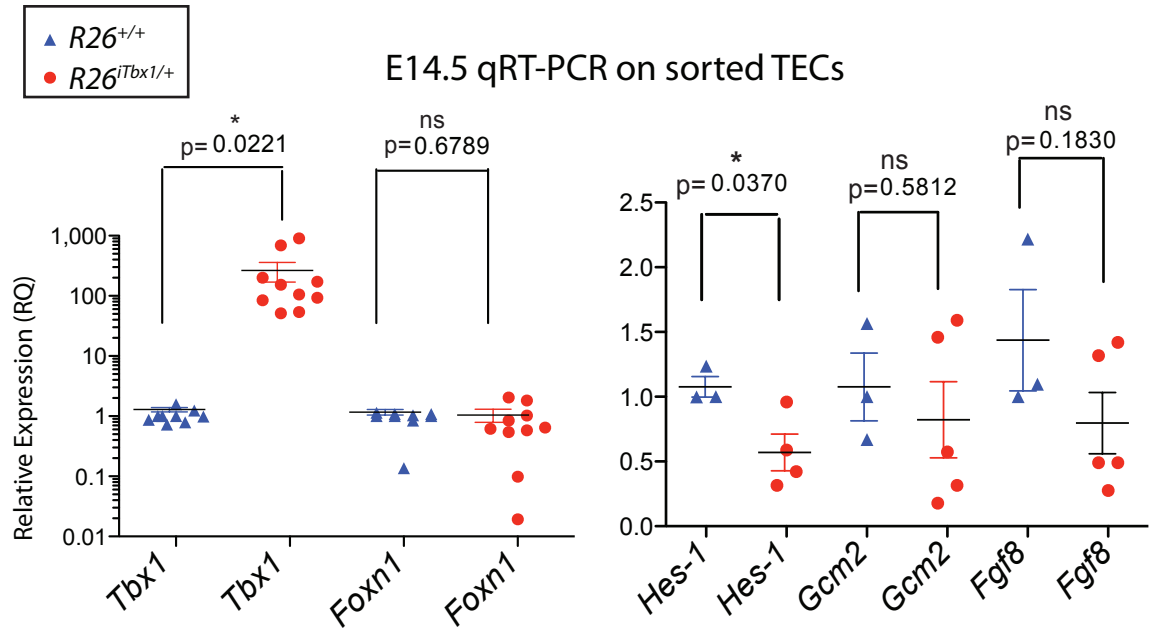 R26+/+
R26iTbx1/+
E14.5 qRT-PCR on sorted TECs
*
p= 0.0221
ns
p= 0.6789
*
p= 0.0370
ns
p= 0.5812
ns
p= 0.1830
Relative Expression (RQ)
1,000
100
10
1
0.1
0.01
Tbx1
Tbx1
Foxn1
Foxn1
2.5
2.0
1.5
1.0
0.5
0.0
Hes-1
Hes-1
Gcm2
Gcm2
Fgf8
Fgf8